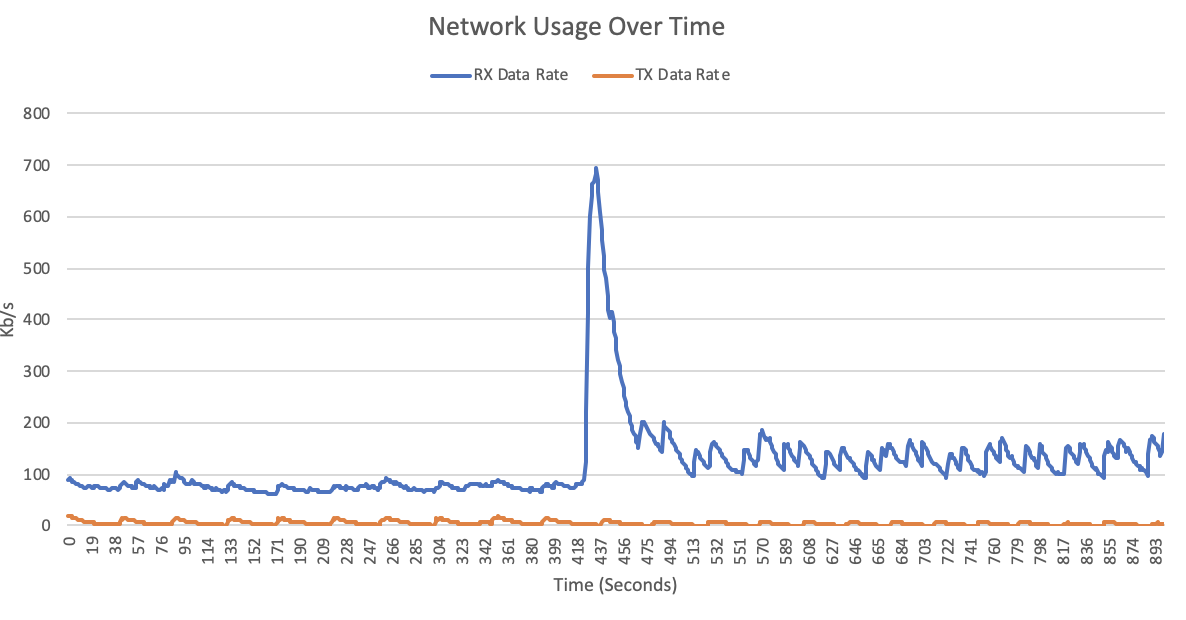 Network Usage Over Time
RX Data Rate TX Data Rate
800
700
600
500
400
300
200
100
0
Kb/s
0 19 38 57 76 95 114 133 152 171 190 209 228 247 266 285 304 323 342 361 380 399 418 437 456 475 494 513 532 551 570 589 608 627 646 665 684 703 722 741 760 779 798 817 836 855 874 893
Time (Seconds)